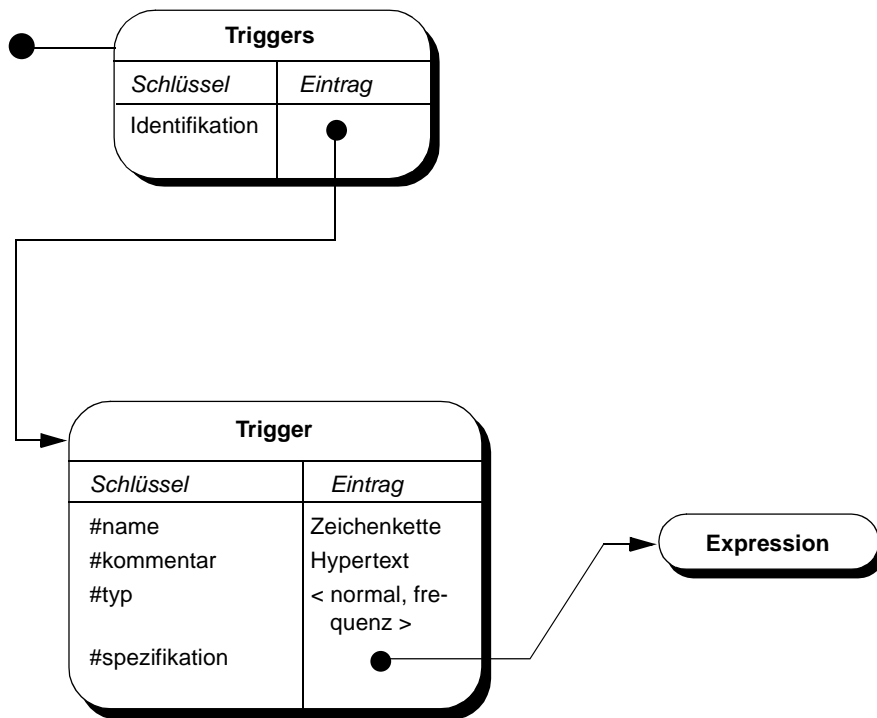 Triggers
Schlüssel Eintrag
Identifikation
Trigger
Schlüssel Eintrag
#name Zeichenkette
#kommentar Hypertext
#typ < normal, fre-
quenz >
#spezifikation
Expression